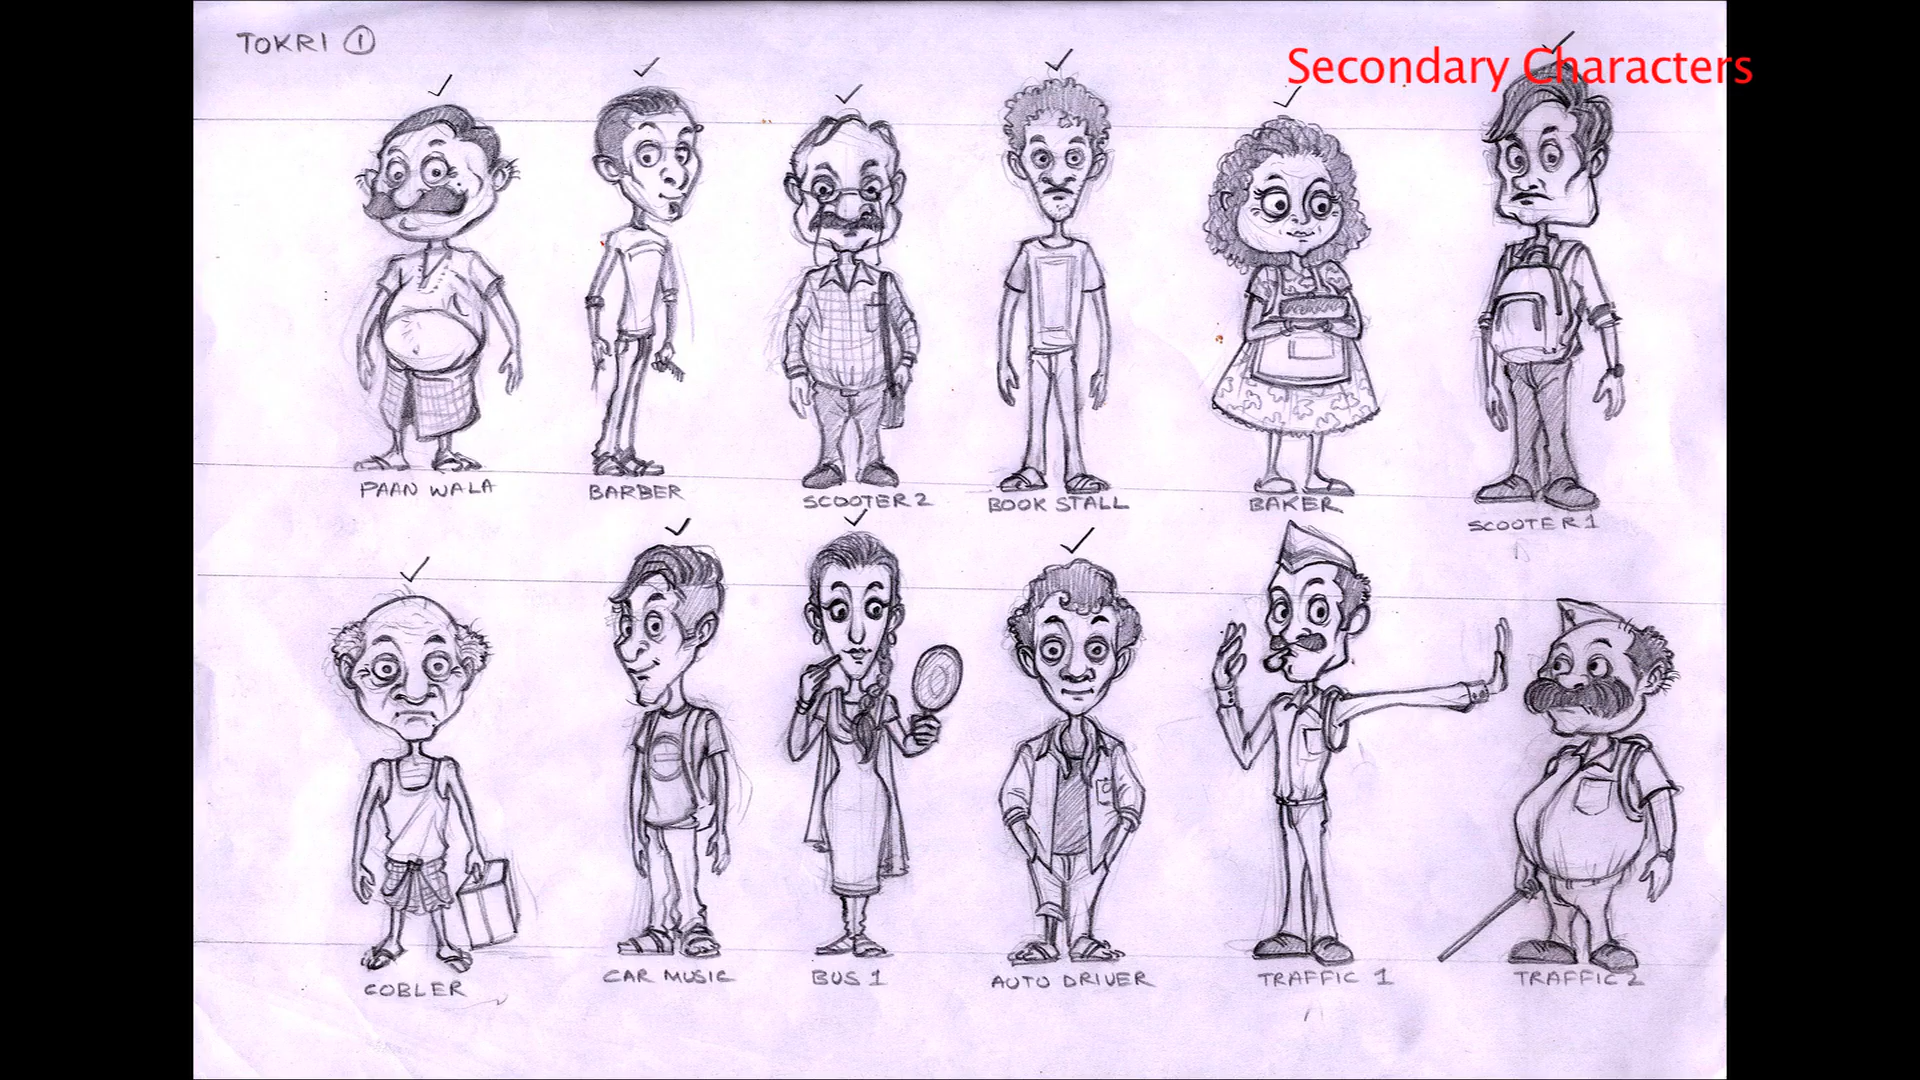 TOKRI 1
Secondary Characters
PAAN WALA
BARBER
SCOOTER 2
BOOK STALL
BAKER
SCOOTER 1
COBLER
CAR MUSIC
BUS 1
AUTO DRIVER
TRAFFIC 1
TRAFFIC 2